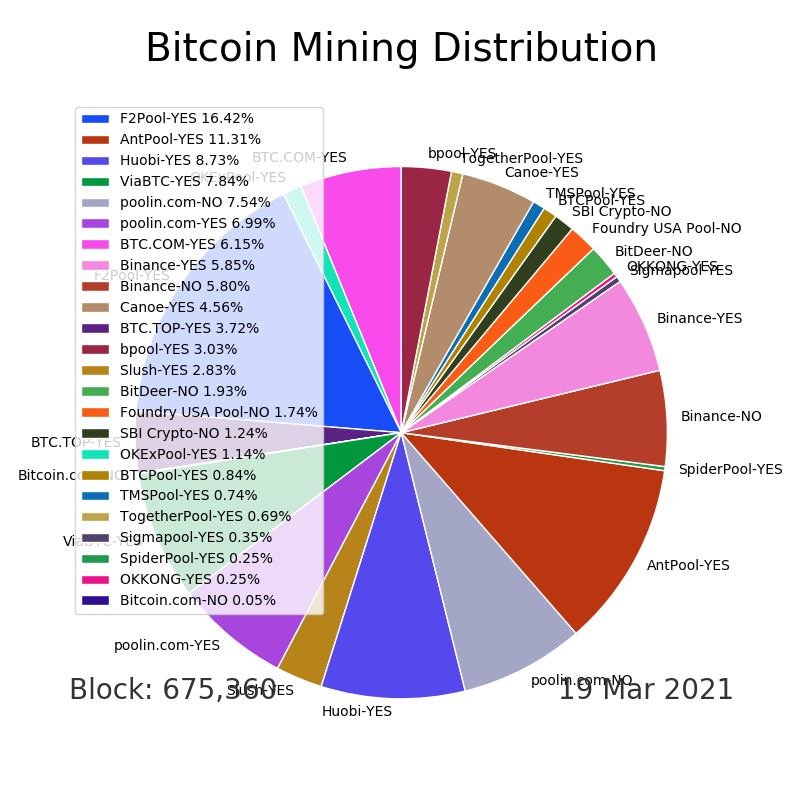 Bitcoin Mining Distribution
F2Pool-YES 16.42%
AntPool-YES 11.31%
Huobi-YES 8.73%
ViaBTC-YES 7.84%
poolin.com-NO 7.54%
poolin.com-YES 6.99%
BTC.COM-YES 6.15%
Binance-YES 5.85%
Binance-NO 5.80%
Canoe-YES 4.56%
BTC.TOP-YES 3.72%
bpool-YES 3.03%
Slush-YES 2.83%
BitDeer-NO 1.93%
Foundry USA Pool-NO 1.74%
SBI Crypto-NO 1.24%
OKExPool-YES 1.14%
BTCPool-YES 0.84%
TMSPool-YES 0.74%
TogetherPool-YES 0.69%
Sigmapool-YES 0.35%
SpiderPool-YES 0.25%
OKKONG-YES 0.25%
Bitcoin.com-NO 0.05%
bpool-YES
TogetherPool-YES
Canoe-YES
TMSPool-YES
BTCPool-YES
SBI Crypto-NO
Foundry USA Pool-NO
BitDeer-NO
OKKONG-YES
Sigmapool-YES
Binance-YES
Binance-NO
SpiderPool-YES
AntPool-YES
poolin.com-NO
Huobi-YES
Slush-YES
poolin.com-YES
ViaBTC-YES
Bitcoin.com-NO
BTC.TOP-YES
F2Pool-YES
OKExPool-YES
BTC.COM-YES
Block: 675,360
19 Mar 2021